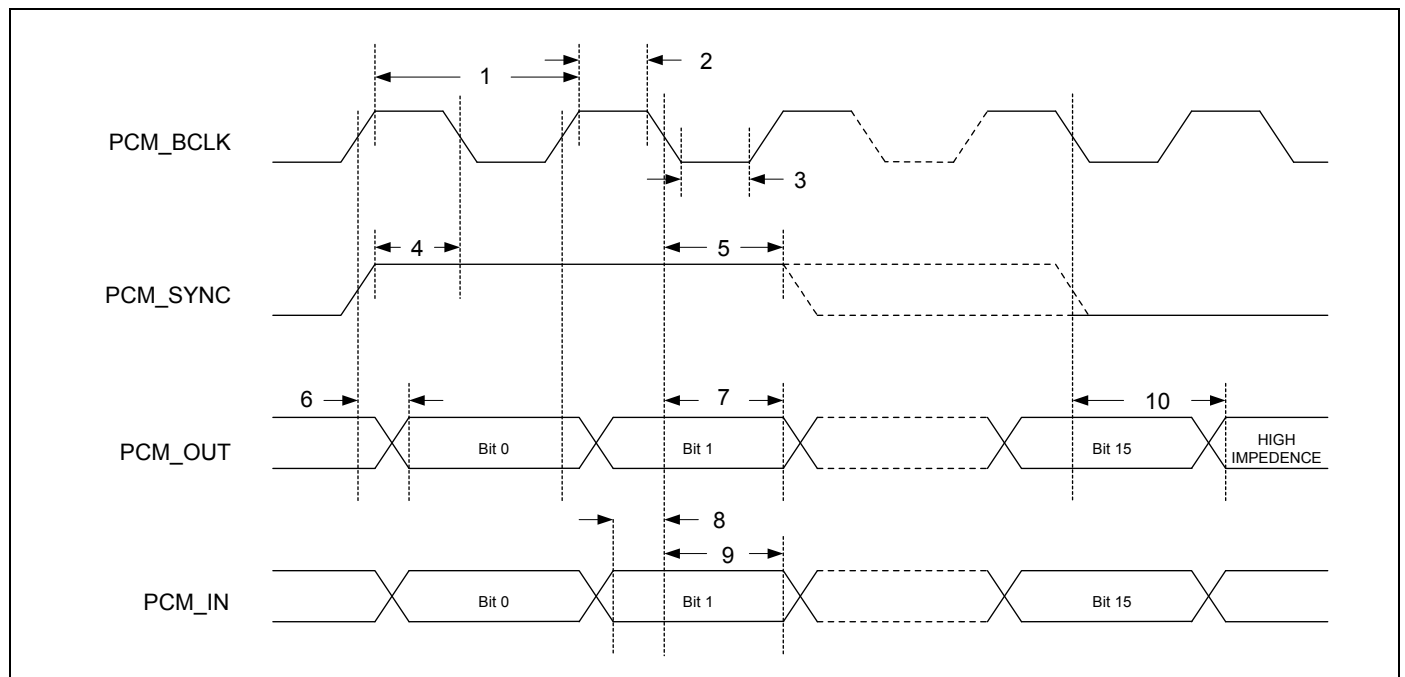 1
2
PCM_BCLK
3
4
5
PCM_SYNC
6
7
10
PCM_OUT
Bit 0
Bit 1
Bit 15
HIGH
IMPEDENCE
8
9
PCM_IN
Bit 0
Bit 1
Bit 15